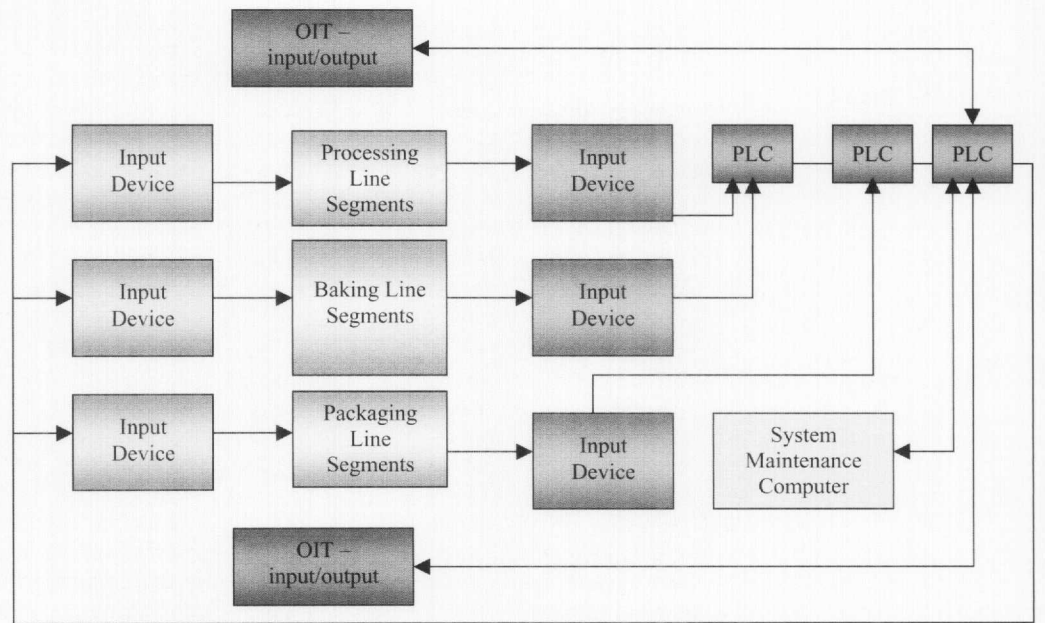 OIT –
input/output
Input
Device
Processing
Line
Segments
Input
Device
PLC
PLC
PLC
Input
Device
Baking Line
Segments
Input
Device
Input
Device
Packaging
Line
Segments
Input
Device
System
Maintenance
Computer
OIT –
input/output